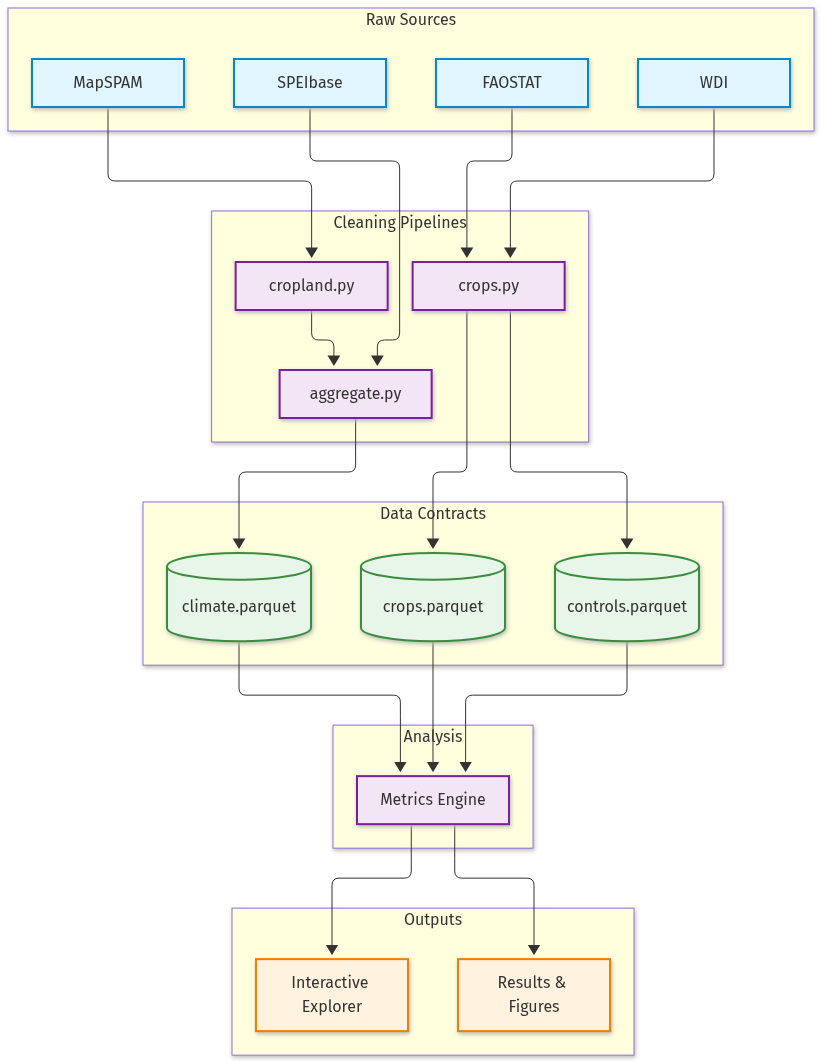 Raw Sources
MapSPAM
SPEIbase
FAOSTAT
WDI
Cleaning Pipelines
cropland.py
crops.py
aggregate.py
Data Contracts
climate.parquet
crops.parquet
controls.parquet
Analysis
Metrics Engine
Outputs
Interactive
Explorer
Results &
Figures